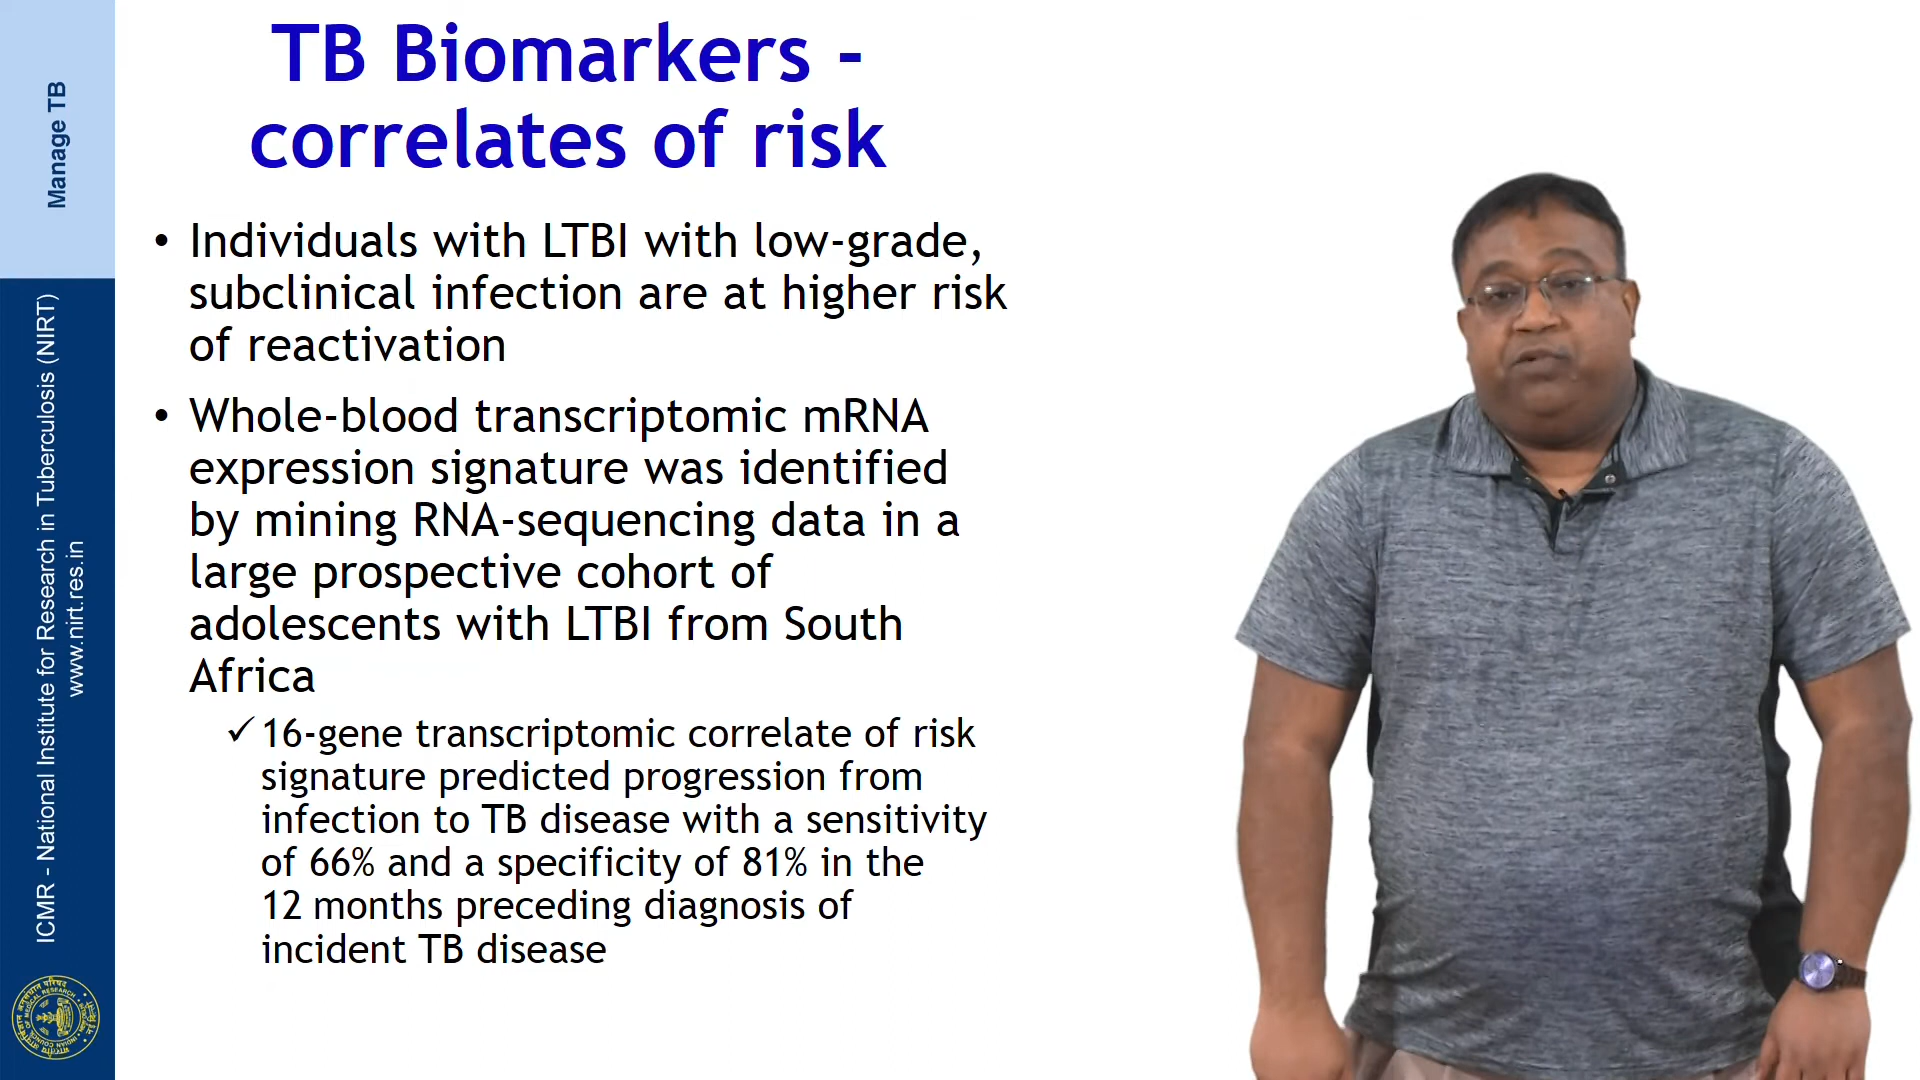 TB Biomarkers -
correlates of risk
• Individuals with LTBI with low-grade,
subclinical infection are at higher risk
of reactivation
• Whole-blood transcriptomic mRNA
expression signature was identified
by mining RNA-sequencing data in a
large prospective cohort of
adolescents with LTBI from South
Africa
✓ 16-gene transcriptomic correlate of risk
signature predicted progression from
infection to TB disease with a sensitivity
of 66% and a specificity of 81% in the
12 months preceding diagnosis of
incident TB disease
Manage TB
ICMR - National Institute for Research in Tuberculosis (NIRT)
www.nirt.res.in